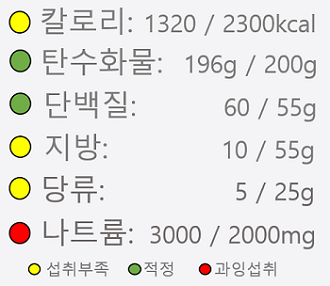 칼로리: 1320 / 2300kcal
탄수화물: 196g / 200g
단백질: 60 / 55g
지방: 10 / 55g
당류: 5 / 25g
나트륨: 3000 / 2000mg
섭취부족 적정 과잉섭취